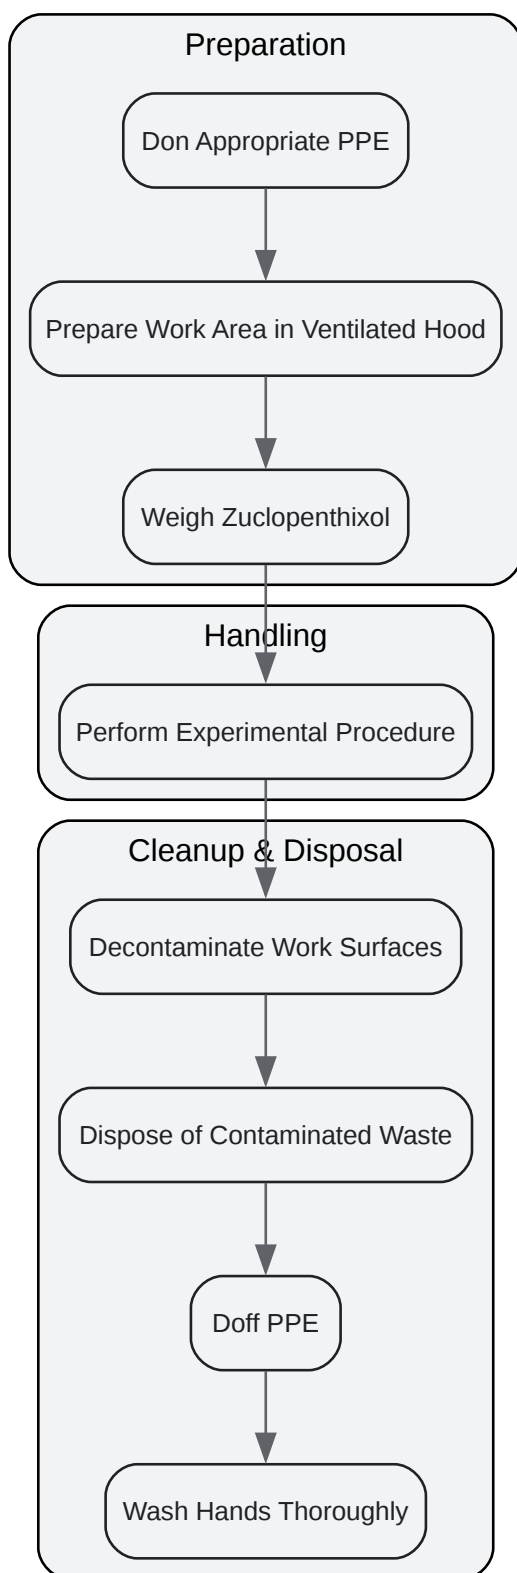 Preparation
Don Appropriate PPE
Prepare Work Area in Ventilated Hood
Weigh Zuclopenthixol
Handling
Perform Experimental Procedure
Cleanup & Disposal
Decontaminate Work Surfaces
Dispose of Contaminated Waste
Doff PPE
Wash Hands Thoroughly